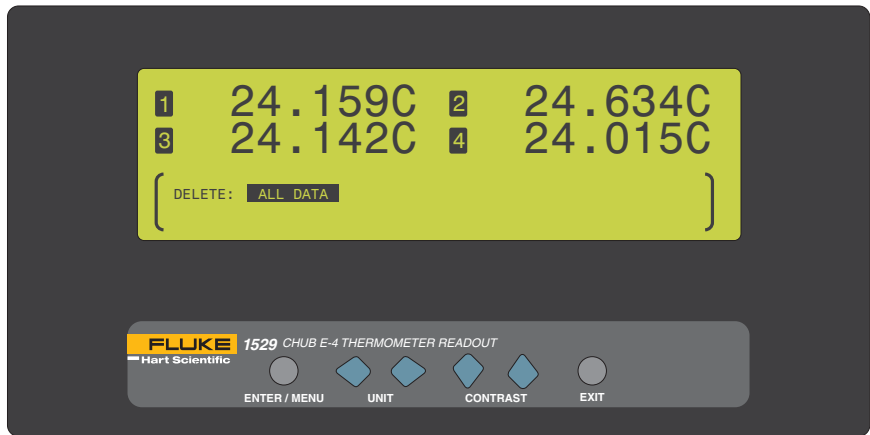 1 24.159C 2 24.634C
3 24.142C 4 24.015C
DELETE: ALL DATA
FLUKE 1529 CHUB E-4 THERMOMETER READOUT
Hart Scientific
ENTER / MENU UNIT CONTRAST EXIT